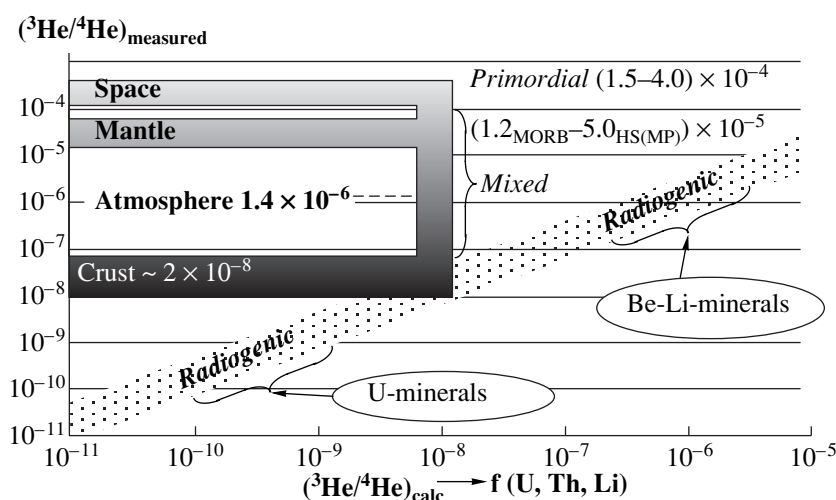 (³He/⁴He)measured
Space
Primordial (1.5–4.0) × 10⁻⁴
10⁻⁴
Mantle
(1.2MORB–5.0HS(MP)) × 10⁻⁵
10⁻⁵
Mixed
Radiogenic
Atmosphere 1.4 × 10⁻⁶
10⁻⁶
10⁻⁷
Crust ~ 2 × 10⁻⁸
10⁻⁸
Be-Li-minerals
10⁻⁹
Radiogenic
10⁻¹⁰
U-minerals
10⁻¹¹
10⁻¹¹ 10⁻¹⁰ 10⁻⁹ 10⁻⁸ 10⁻⁷ 10⁻⁶ 10⁻⁵
(³He/⁴He)calc → f (U, Th, Li)